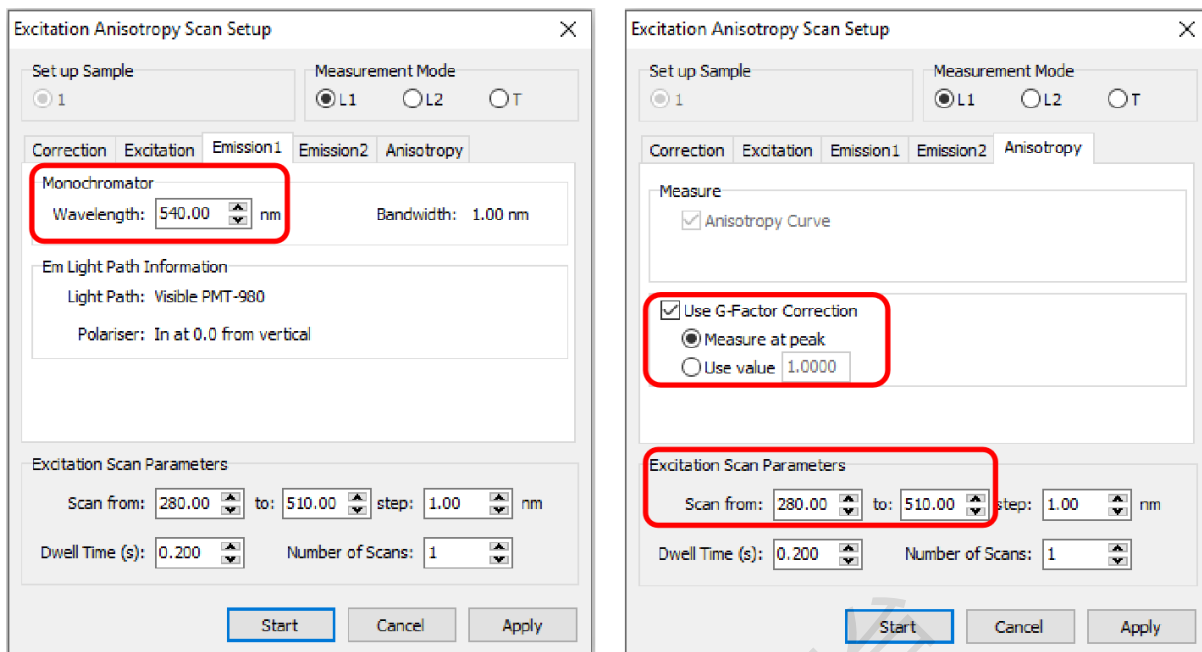 Excitation Anisotropy Scan Setup
Set up Sample
1
Measurement Mode
L1 L2 T
Correction Excitation Emission1 Emission2 Anisotropy
Monochromator
Wavelength: 540.00 nm Bandwidth: 1.00 nm
Em Light Path Information
Light Path: Visible PMT-980
Polariser: In at 0.0 from vertical
Excitation Scan Parameters
Scan from: 280.00 to: 510.00 step: 1.00 nm
Dwell Time (s): 0.200 Number of Scans: 1
Start Cancel Apply
Excitation Anisotropy Scan Setup
Set up Sample
1
Measurement Mode
L1 L2 T
Correction Excitation Emission1 Emission2 Anisotropy
Measure
Anisotropy Curve
Use G-Factor Correction
Measure at peak
Use value 1.0000
Excitation Scan Parameters
Scan from: 280.00 to: 510.00 step: 1.00 nm
Dwell Time (s): 0.200 Number of Scans: 1
Start Cancel Apply